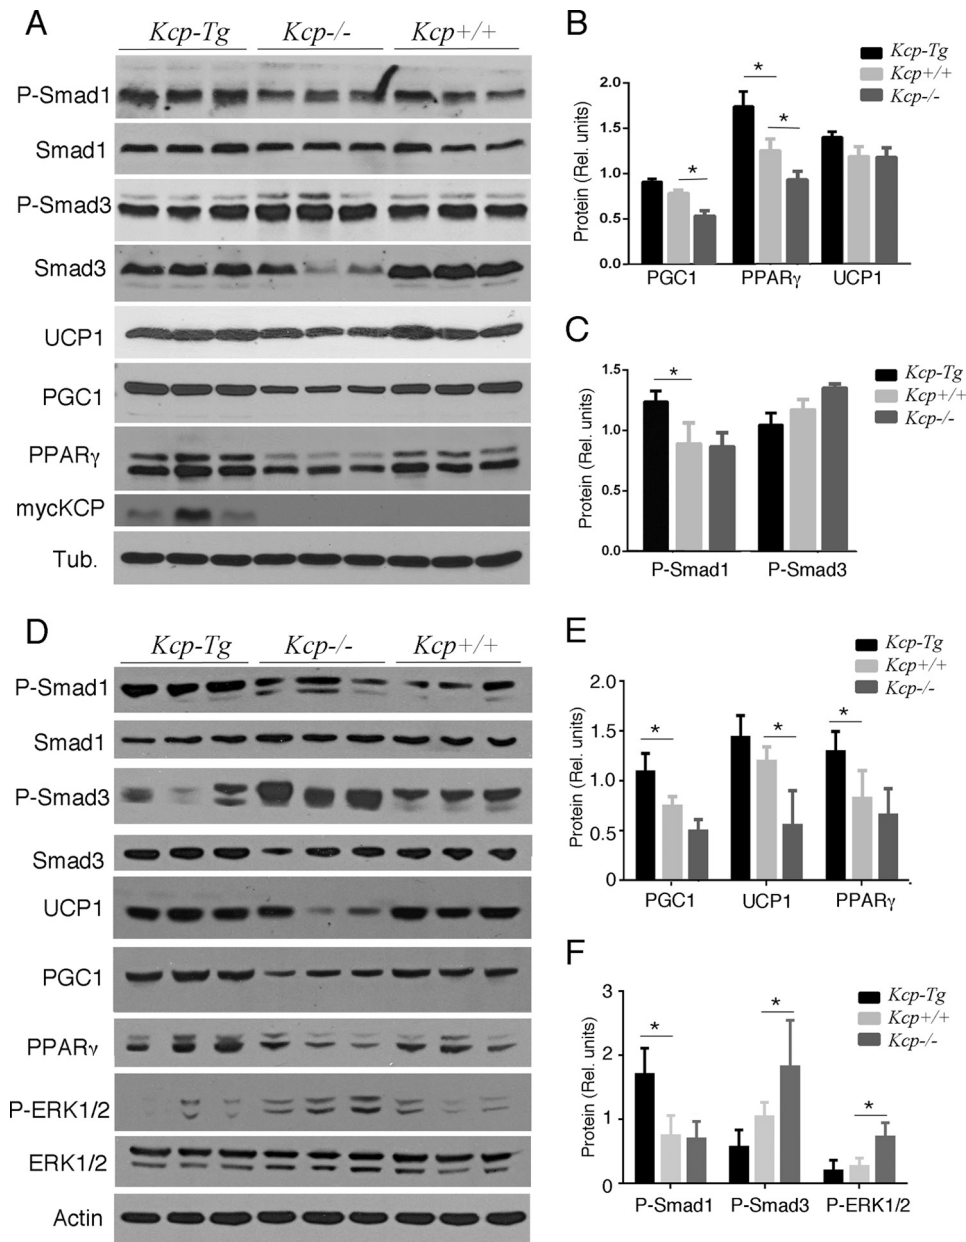 A
Kcp-Tg Kcp-/- Kcp+/+
P-Smad1
Smad1
P-Smad3
Smad3
UCP1
PGC1
PPARγ
mycKCP
Tub.
B
Kcp-Tg
Kcp+/+
Kcp-/-
Protein (Rel. units)
2.0
1.5
1.0
0.5
0.0
* * * 
PGC1 PPARγ UCP1
C
Kcp-Tg
Kcp+/+
Kcp-/-
Protein (Rel. units)
1.5
1.0
0.5
0.0
*
P-Smad1 P-Smad3
D
Kcp-Tg Kcp-/- Kcp+/+
P-Smad1
Smad1
P-Smad3
Smad3
UCP1
PGC1
PPARγ
P-ERK1/2
ERK1/2
Actin
E
Kcp-Tg
Kcp+/+
Kcp-/-
Protein (Rel. units)
2.0
1.5
1.0
0.5
0
* * *
PGC1 UCP1 PPARγ
F
Kcp-Tg
Kcp+/+
Kcp-/-
Protein (Rel. units)
3
2
1
0
* * *
P-Smad1 P-Smad3 P-ERK1/2